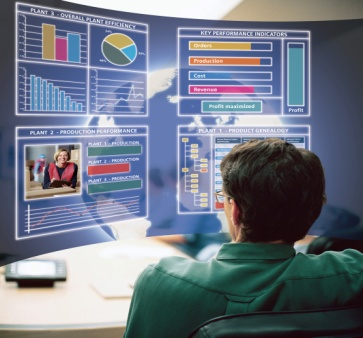 PLANT 3 - OVERALL PLANT EFFICIENCY
KEY PERFORMANCE INDICATORS
Orders
Production
Cost
Revenue
Profit maximized
Profit
PLANT 2 - PRODUCTION PERFORMANCE
PLANT 1 - PRODUCTION
PLANT 2 - PRODUCTION
PLANT 3 - PRODUCTION
PLANT 1 - PRODUCT GENEALOGY